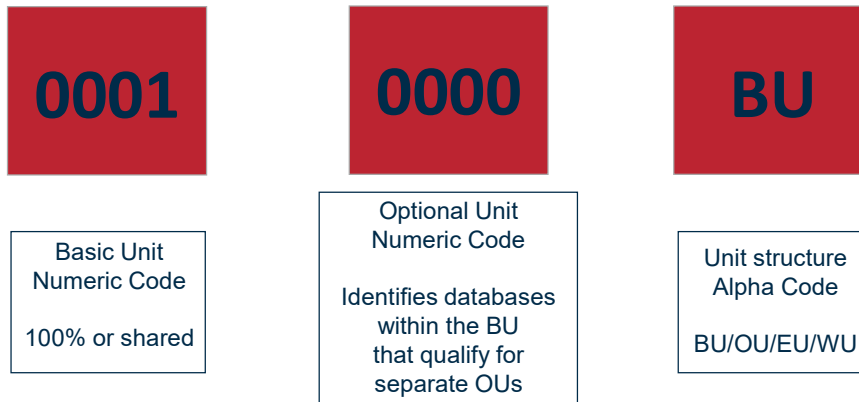 0001
0000
BU
Basic Unit
Numeric Code
100% or shared
Optional Unit
Numeric Code
Identifies databases
within the BU
that qualify for
separate OUs
Unit structure
Alpha Code
BU/OU/EU/WU